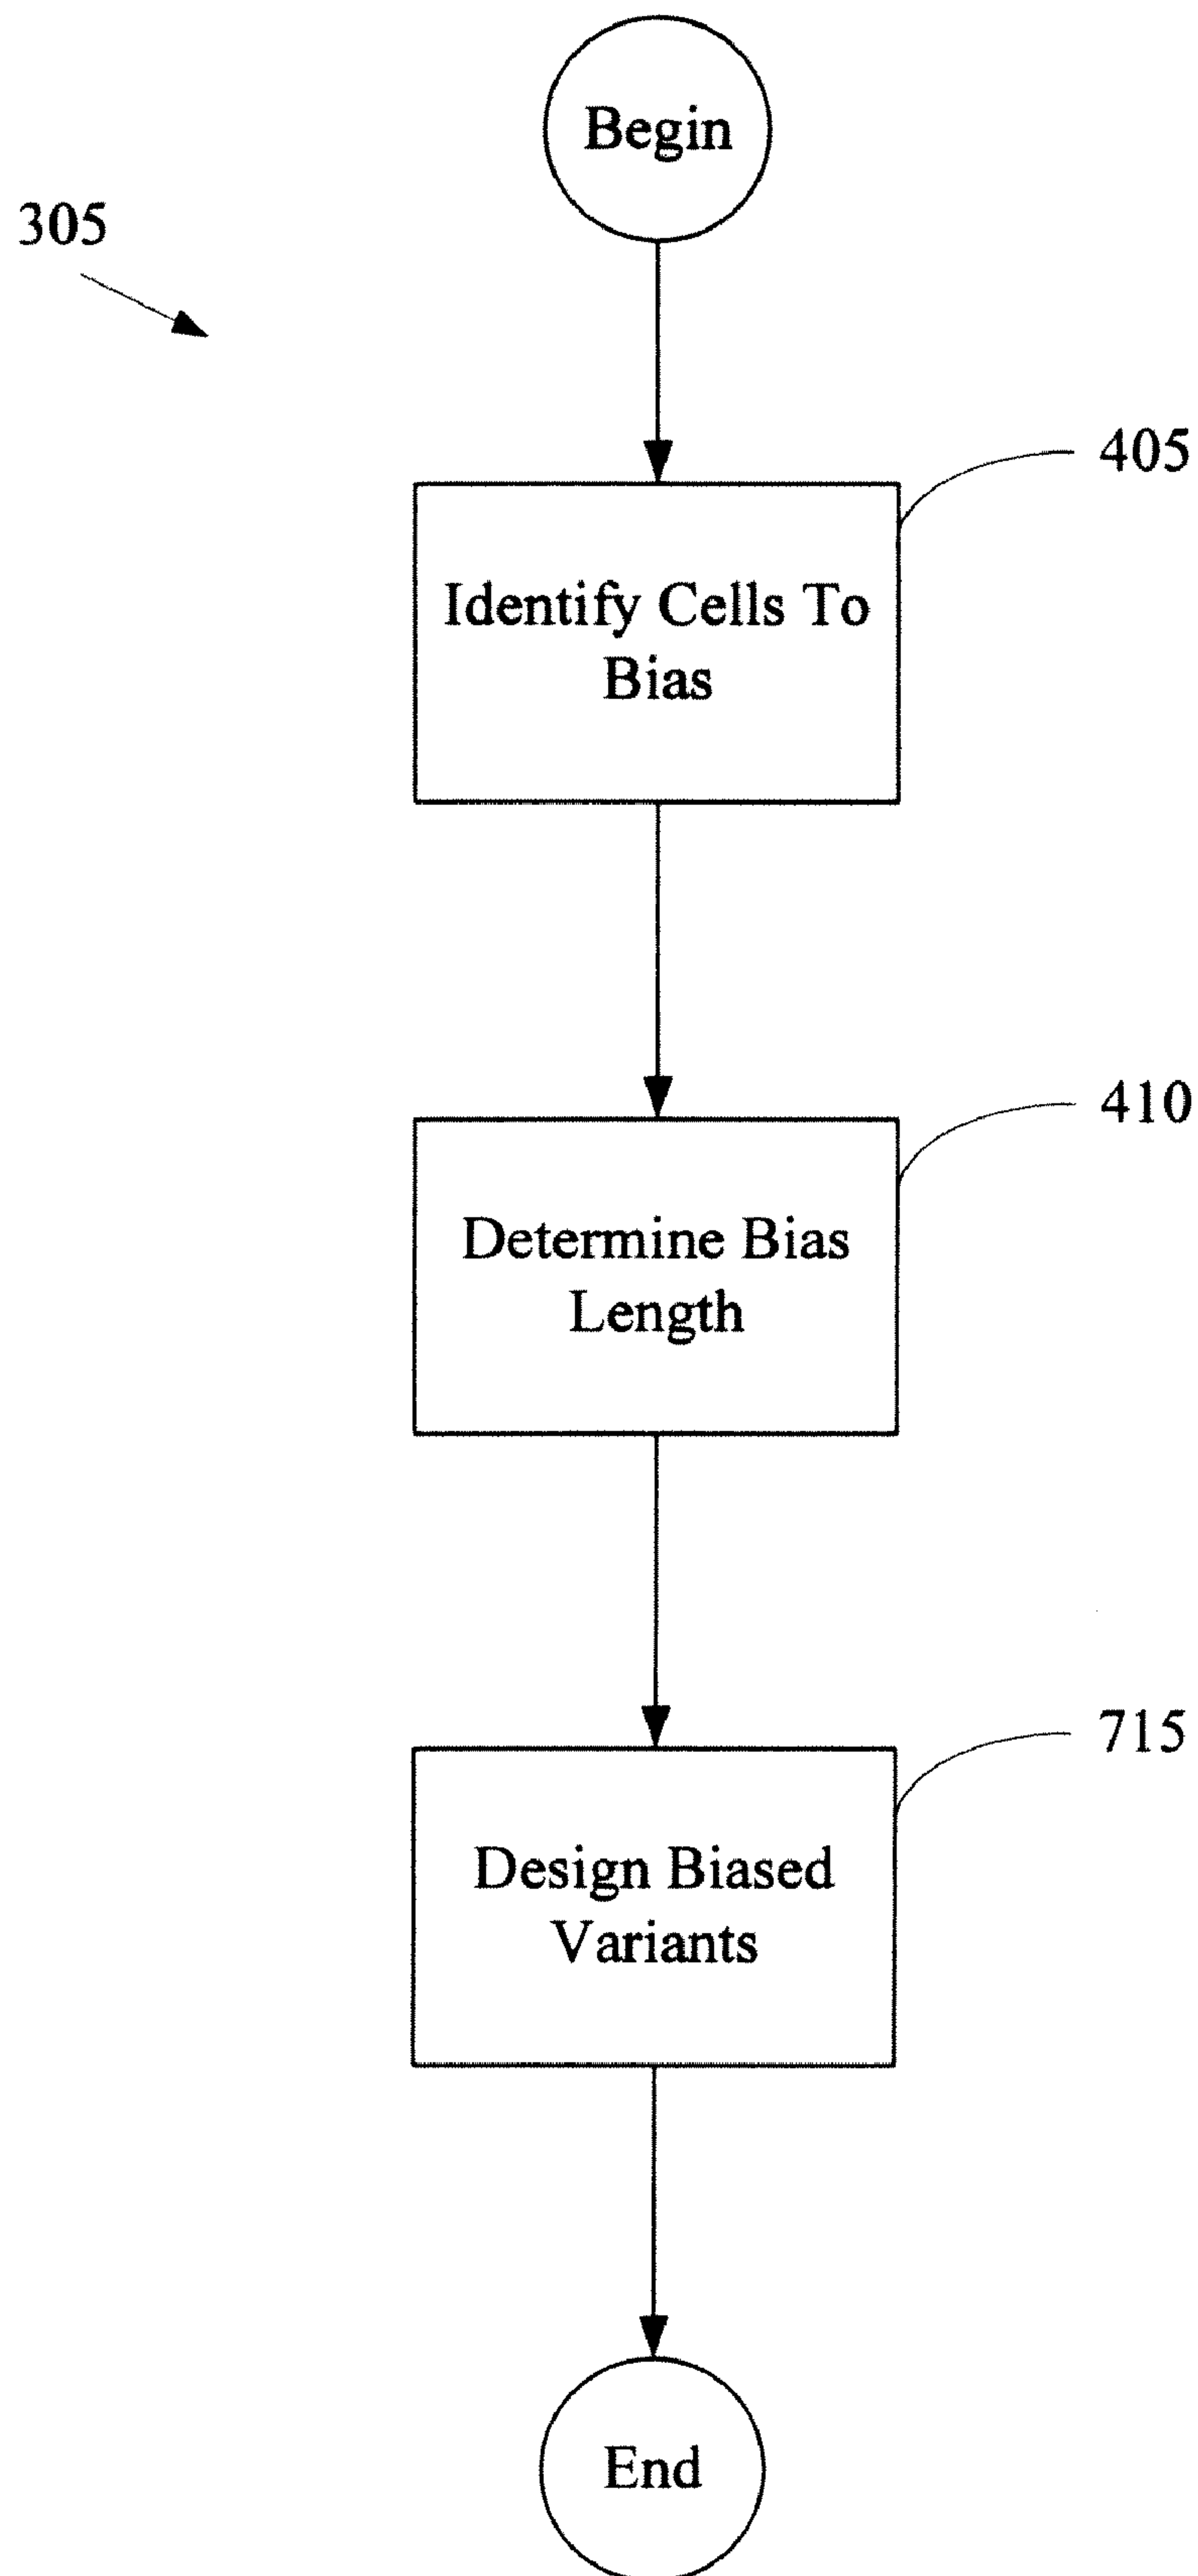 Begin
305
405
Identify Cells To
Bias
410
Determine Bias
Length
715
Design Biased
Variants
End